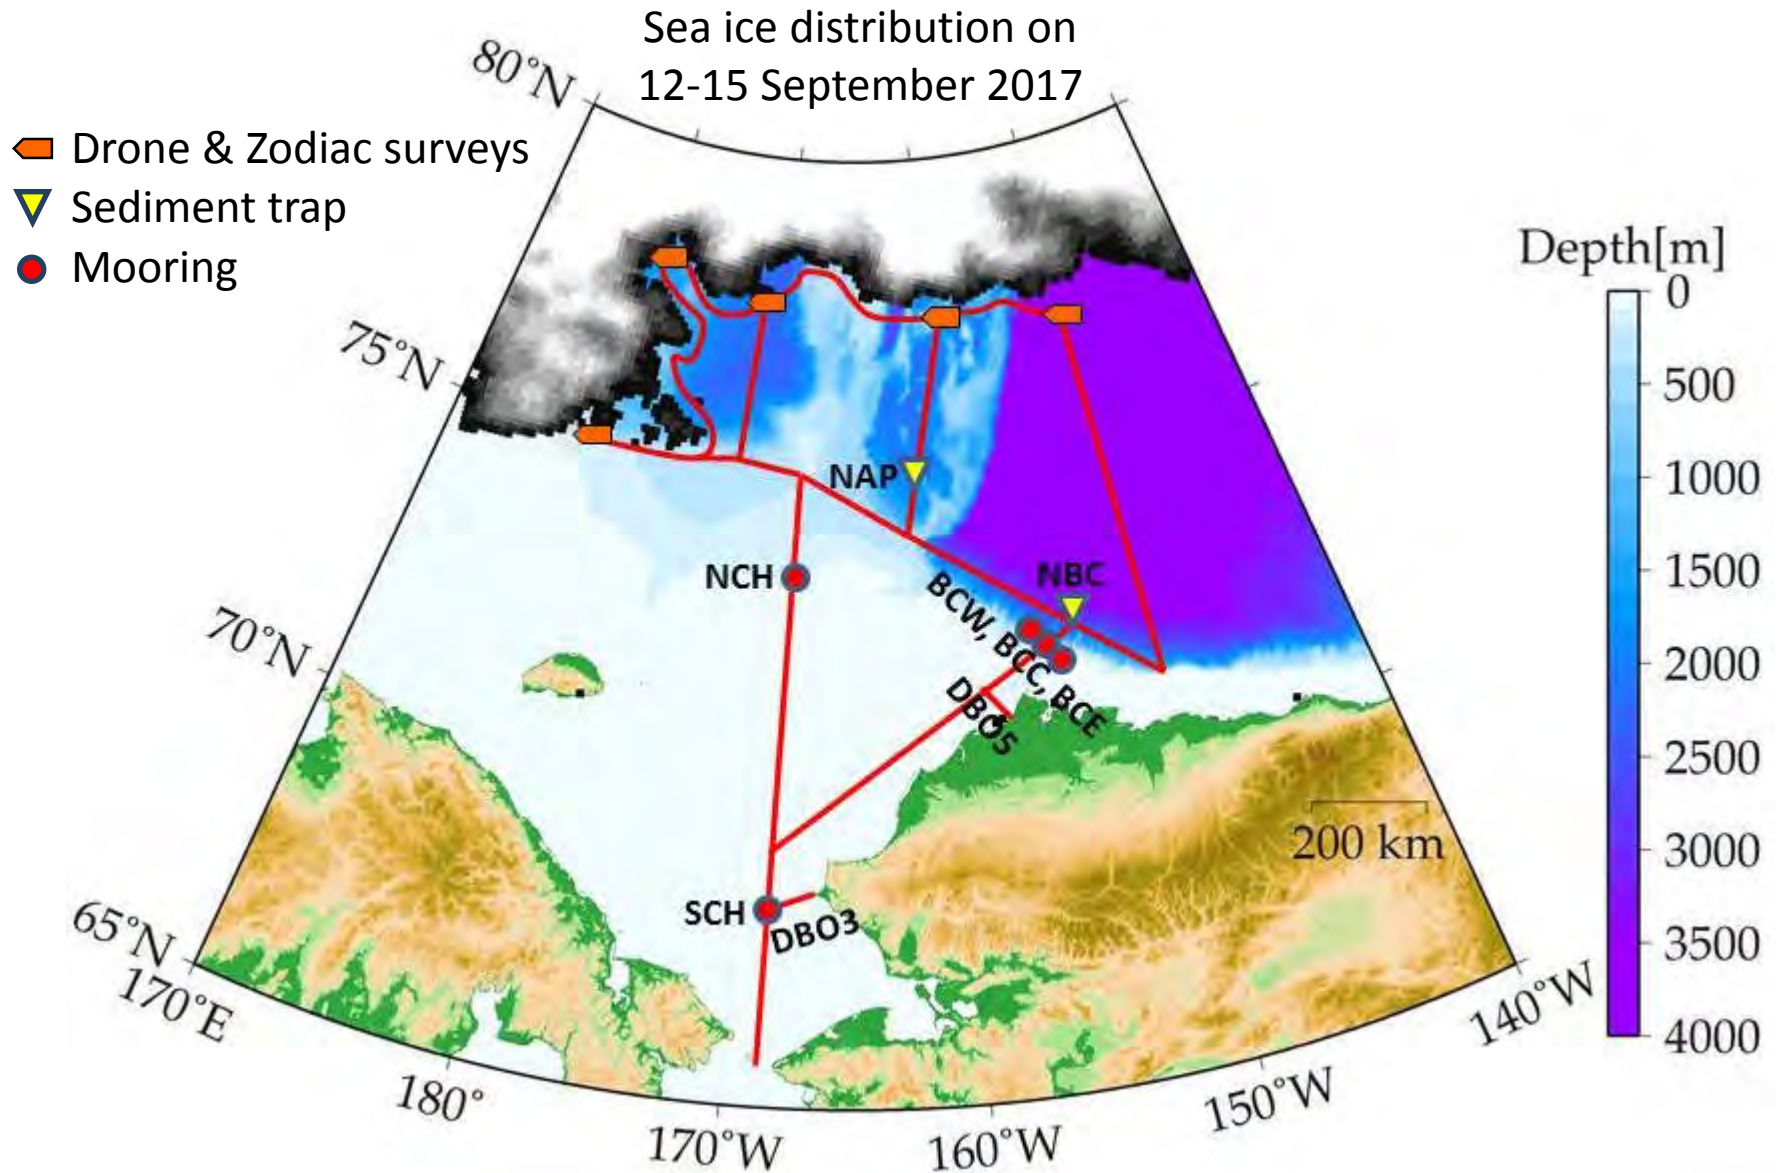 Sea ice distribution on
12-15 September 2017
Drone & Zodiac surveys
Sediment trap
Mooring
80°N
75°N
70°N
65°N
170°E
180°
170°W
160°W
150°W
140°W
NAP
NCH
NBC
BCW, BCC, BCE
DBO5
SCH
DBO3
200 km
Depth[m]
0
500
1000
1500
2000
2500
3000
3500
4000